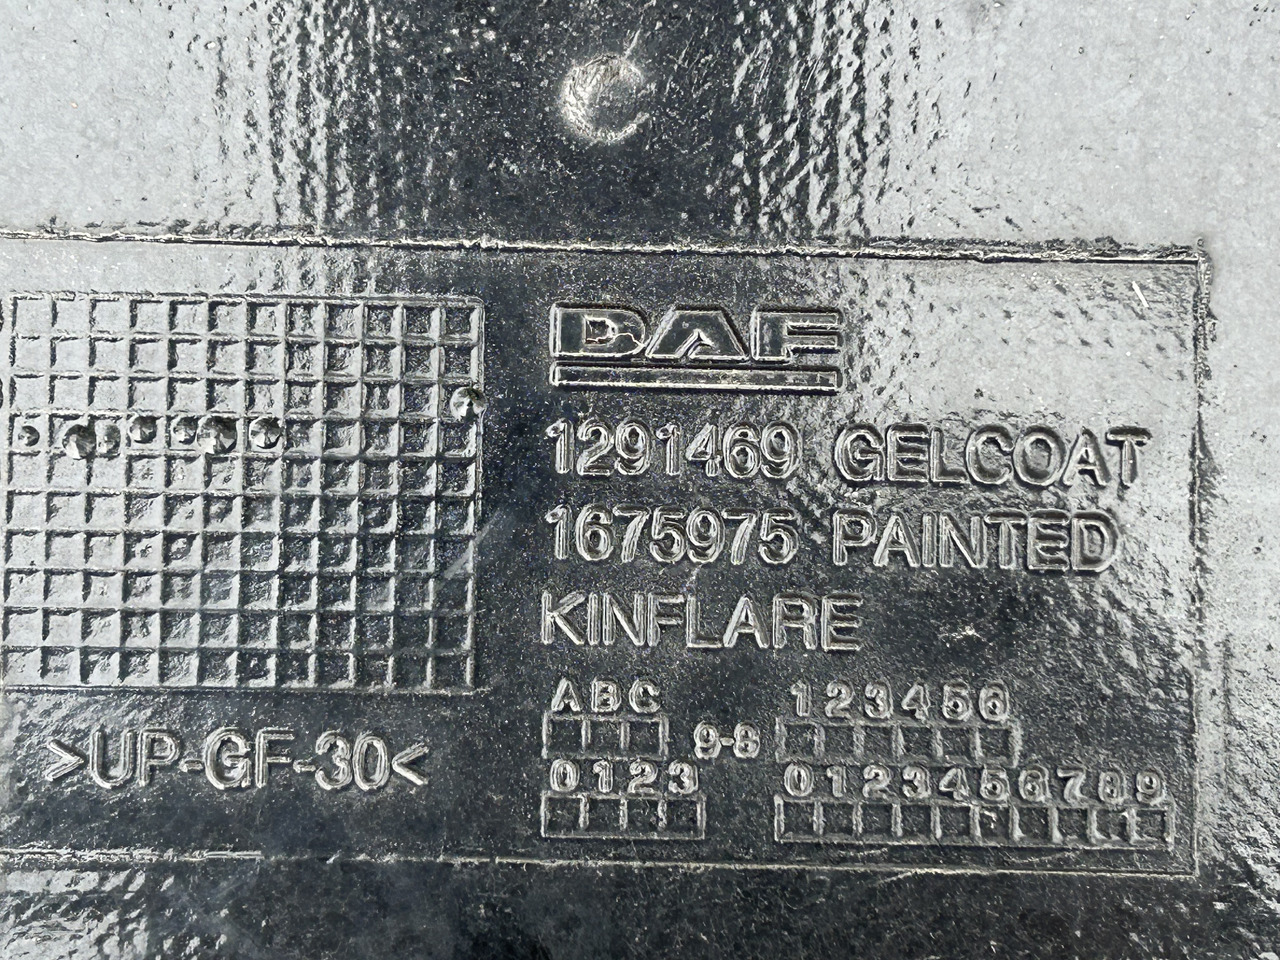 DAF
1291469 GELCOAT
1675975 PAINTED
KINFLARE
>UP-GF-30<
ABC
9-8
123456
0123
0123456789